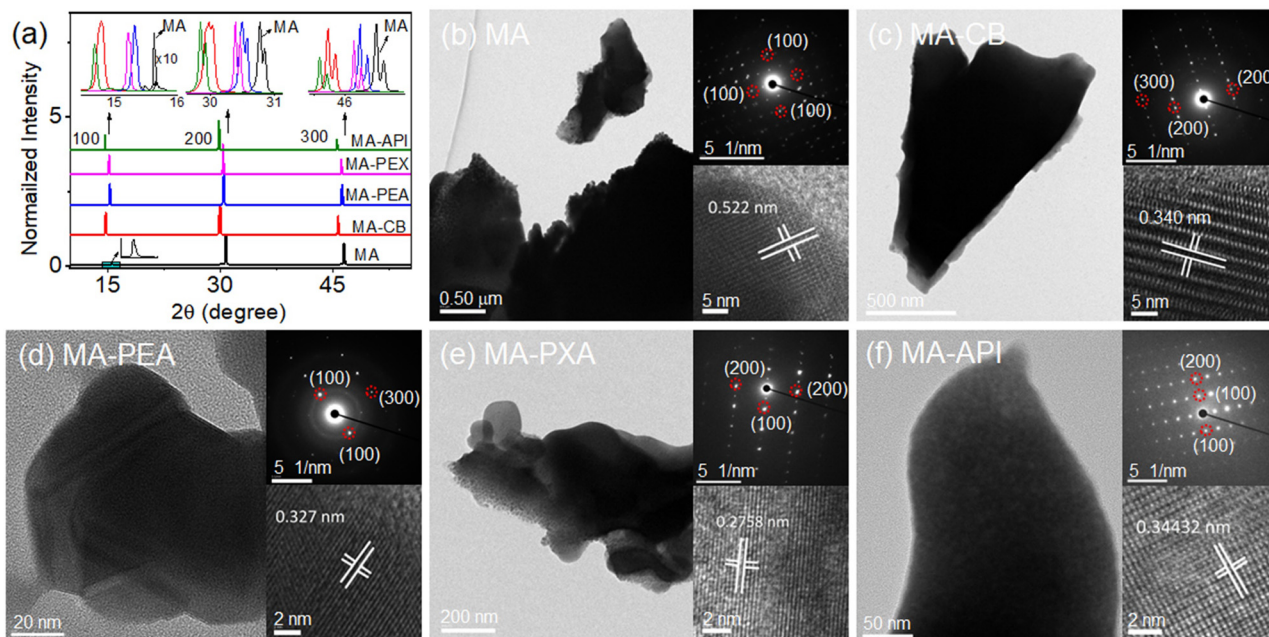 (a)
MA
x10
15
16
MA
30
31
MA
46
Normalized Intensity
5
0
100
200
300
MA-API
MA-PEX
MA-PEA
MA-CB
MA
15
30
45
2θ (degree)
(b) MA
0.50 μm
(100)
(100)
(100)
5 1/nm
0.522 nm
5 nm
(c) MA-CB
500 nm
(300)
(200)
(200)
5 1/nm
0.340 nm
5 nm
(d) MA-PEA
20 nm
(100)
(300)
(100)
5 1/nm
0.327 nm
2 nm
(e) MA-PXA
200 nm
(200)
(200)
(100)
5 1/nm
0.2758 nm
2 nm
(f) MA-API
50 nm
(200)
(100)
(100)
5 1/nm
0.34432 nm
2 nm